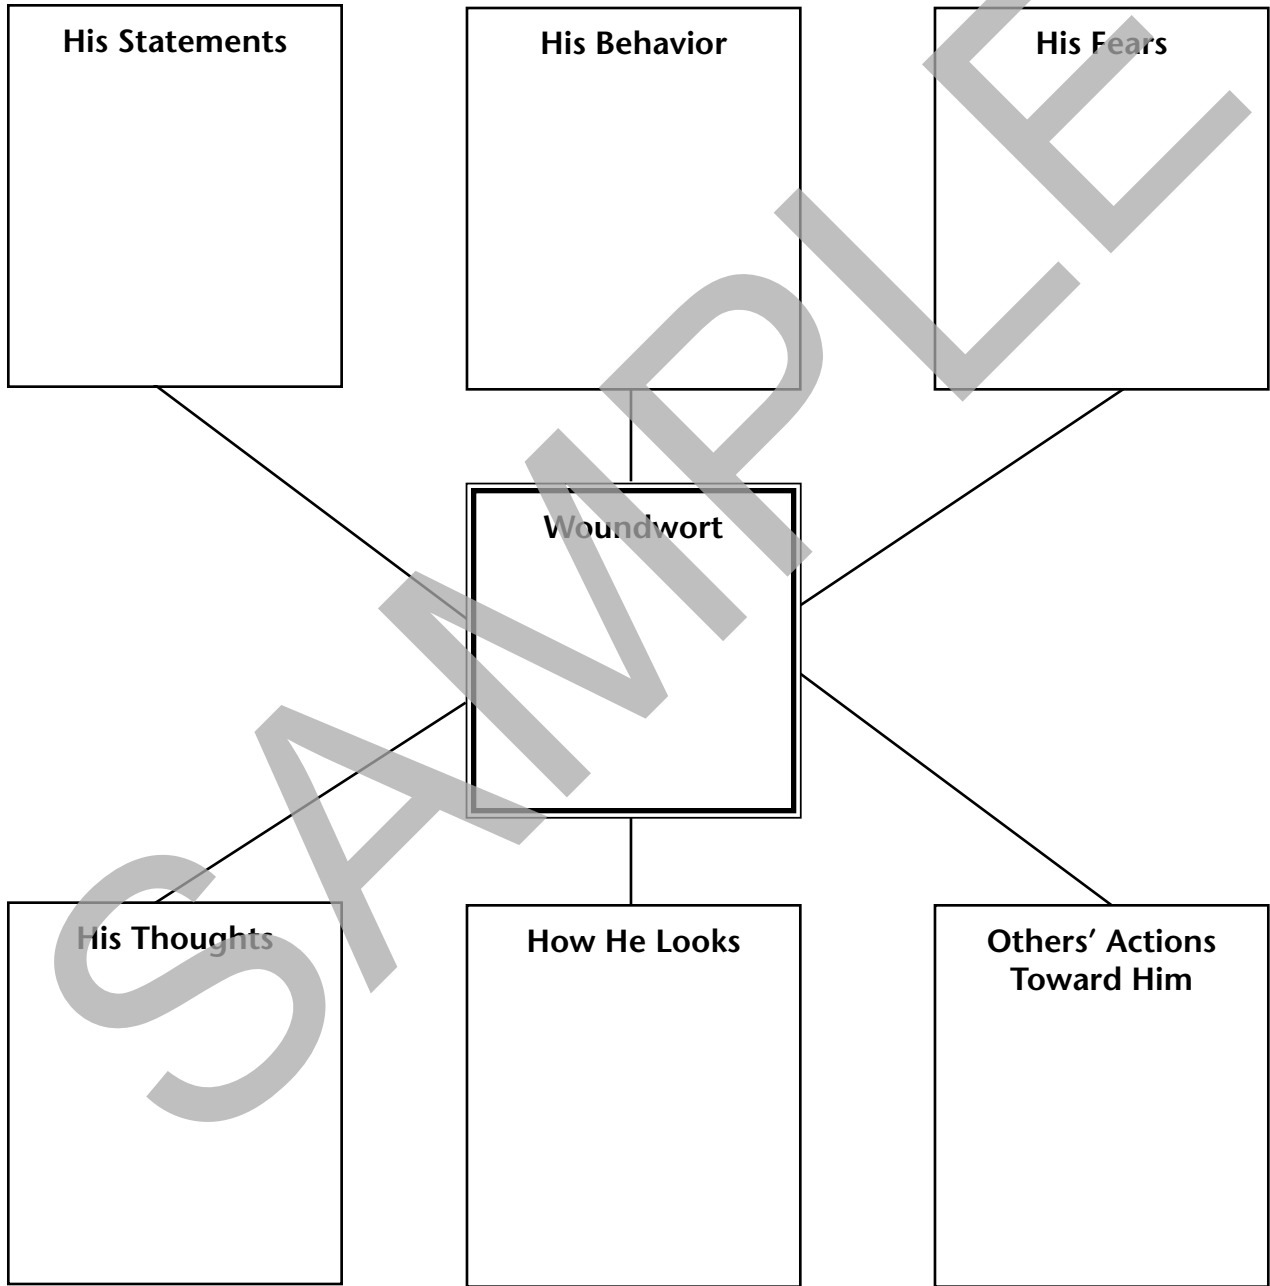 His Statements
His Behavior
His Fears
Woundwort
His Thoughts
How He Looks
Others’ Actions
Toward Him
SAMPLE